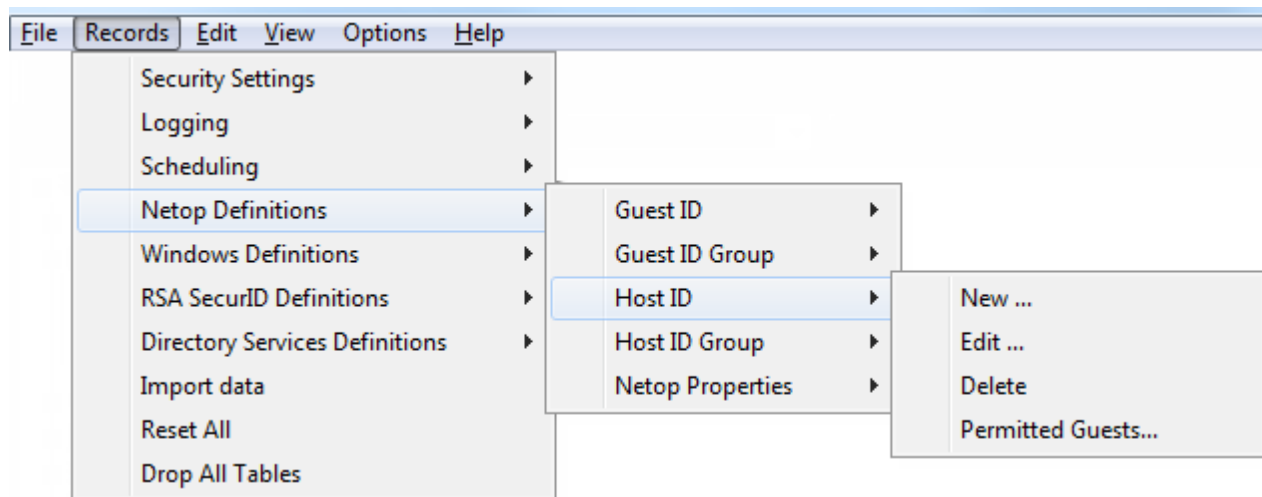 File Records Edit View Options Help
Security Settings
Logging
Scheduling
Netop Definitions
Windows Definitions
RSA SecurID Definitions
Directory Services Definitions
Import data
Reset All
Drop All Tables
Guest ID
Guest ID Group
Host ID
Host ID Group
Netop Properties
New ...
Edit ...
Delete
Permitted Guests...